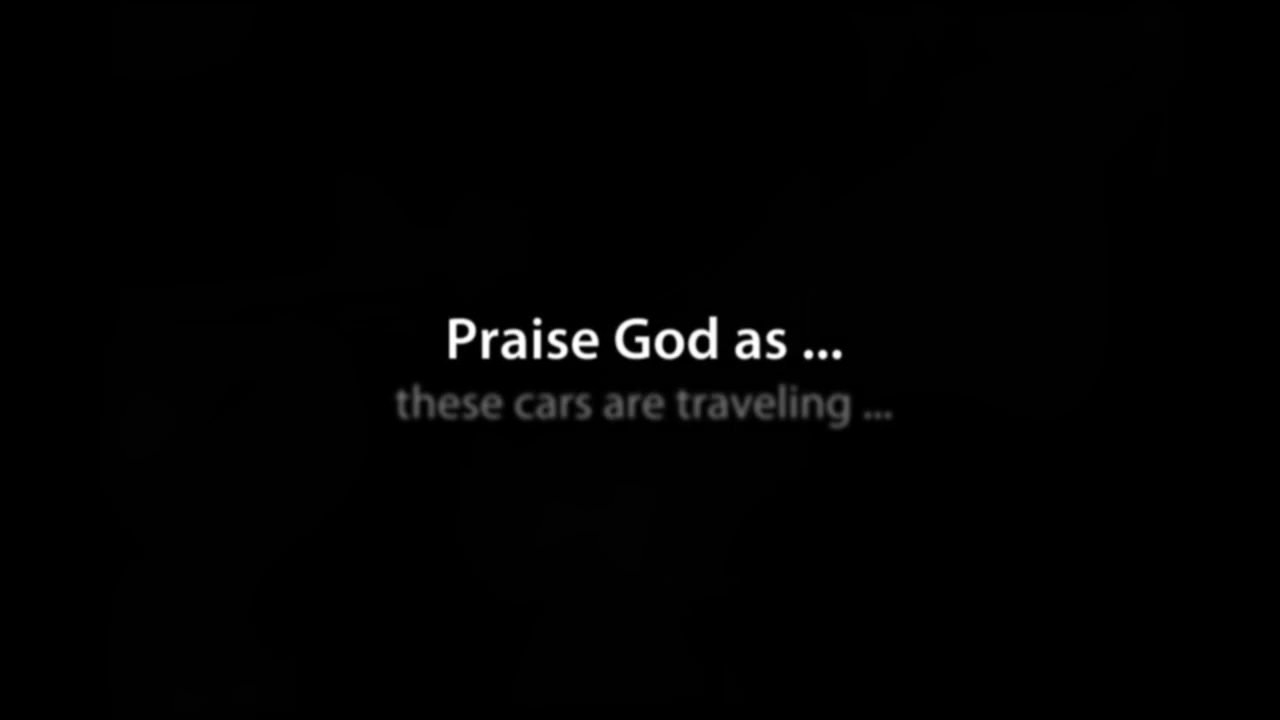 Praise God as ...
these cars are traveling ...